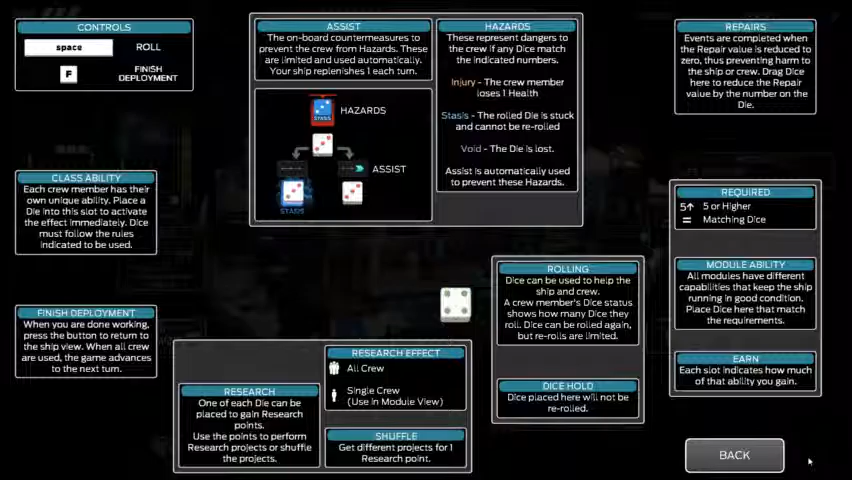 CONTROLS
space
ROLL
F
FINISH
DEPLOYMENT
ASSIST
The on-board countermeasures to
prevent the crew from Hazards. These
are limited and used automatically.
Your ship replenishes 1 each turn.
STASIS
HAZARDS
ASSIST
STASIS
HAZARDS
These represent dangers to
the crew if any Dice match
the indicated numbers.
Injury - The crew member
loses 1 Health
Stasis - The rolled Die is stuck
and cannot be re-rolled
Void - The Die is lost.
Assist is automatically used
to prevent these Hazards.
REPAIRS
Events are completed when
the Repair value is reduced to
zero, thus preventing harm to
the ship or crew. Drag Dice
here to reduce the Repair
value by the number on the
Die.
CLASS ABILITY
Each crew member has their
own unique ability. Place a
Die into this slot to activate
the effect immediately. Dice
must follow the rules
indicated to be used.
REQUIRED
5↑ 5 or Higher
= Matching Dice
MODULE ABILITY
All modules have different
capabilities that keep the ship
running in good condition.
Place Dice here that match
the requirements.
EARN
Each slot indicates how much
of that ability you gain.
ROLLING
Dice can be used to help the
ship and crew.
A crew member's Dice status
shows how many Dice they
roll. Dice can be rolled again,
but re-rolls are limited.
DICE HOLD
Dice placed here will not be
re-rolled.
FINISH DEPLOYMENT
When you are done working,
press the button to return to
the ship view. When all crew
are used, the game advances
to the next turn.
RESEARCH
One of each Die can be
placed to gain Research
points.
Use the points to perform
Research projects or shuffle
the projects.
RESEARCH EFFECT
All Crew
Single Crew
(Use in Module View)
SHUFFLE
Get different projects for 1
Research point.
BACK